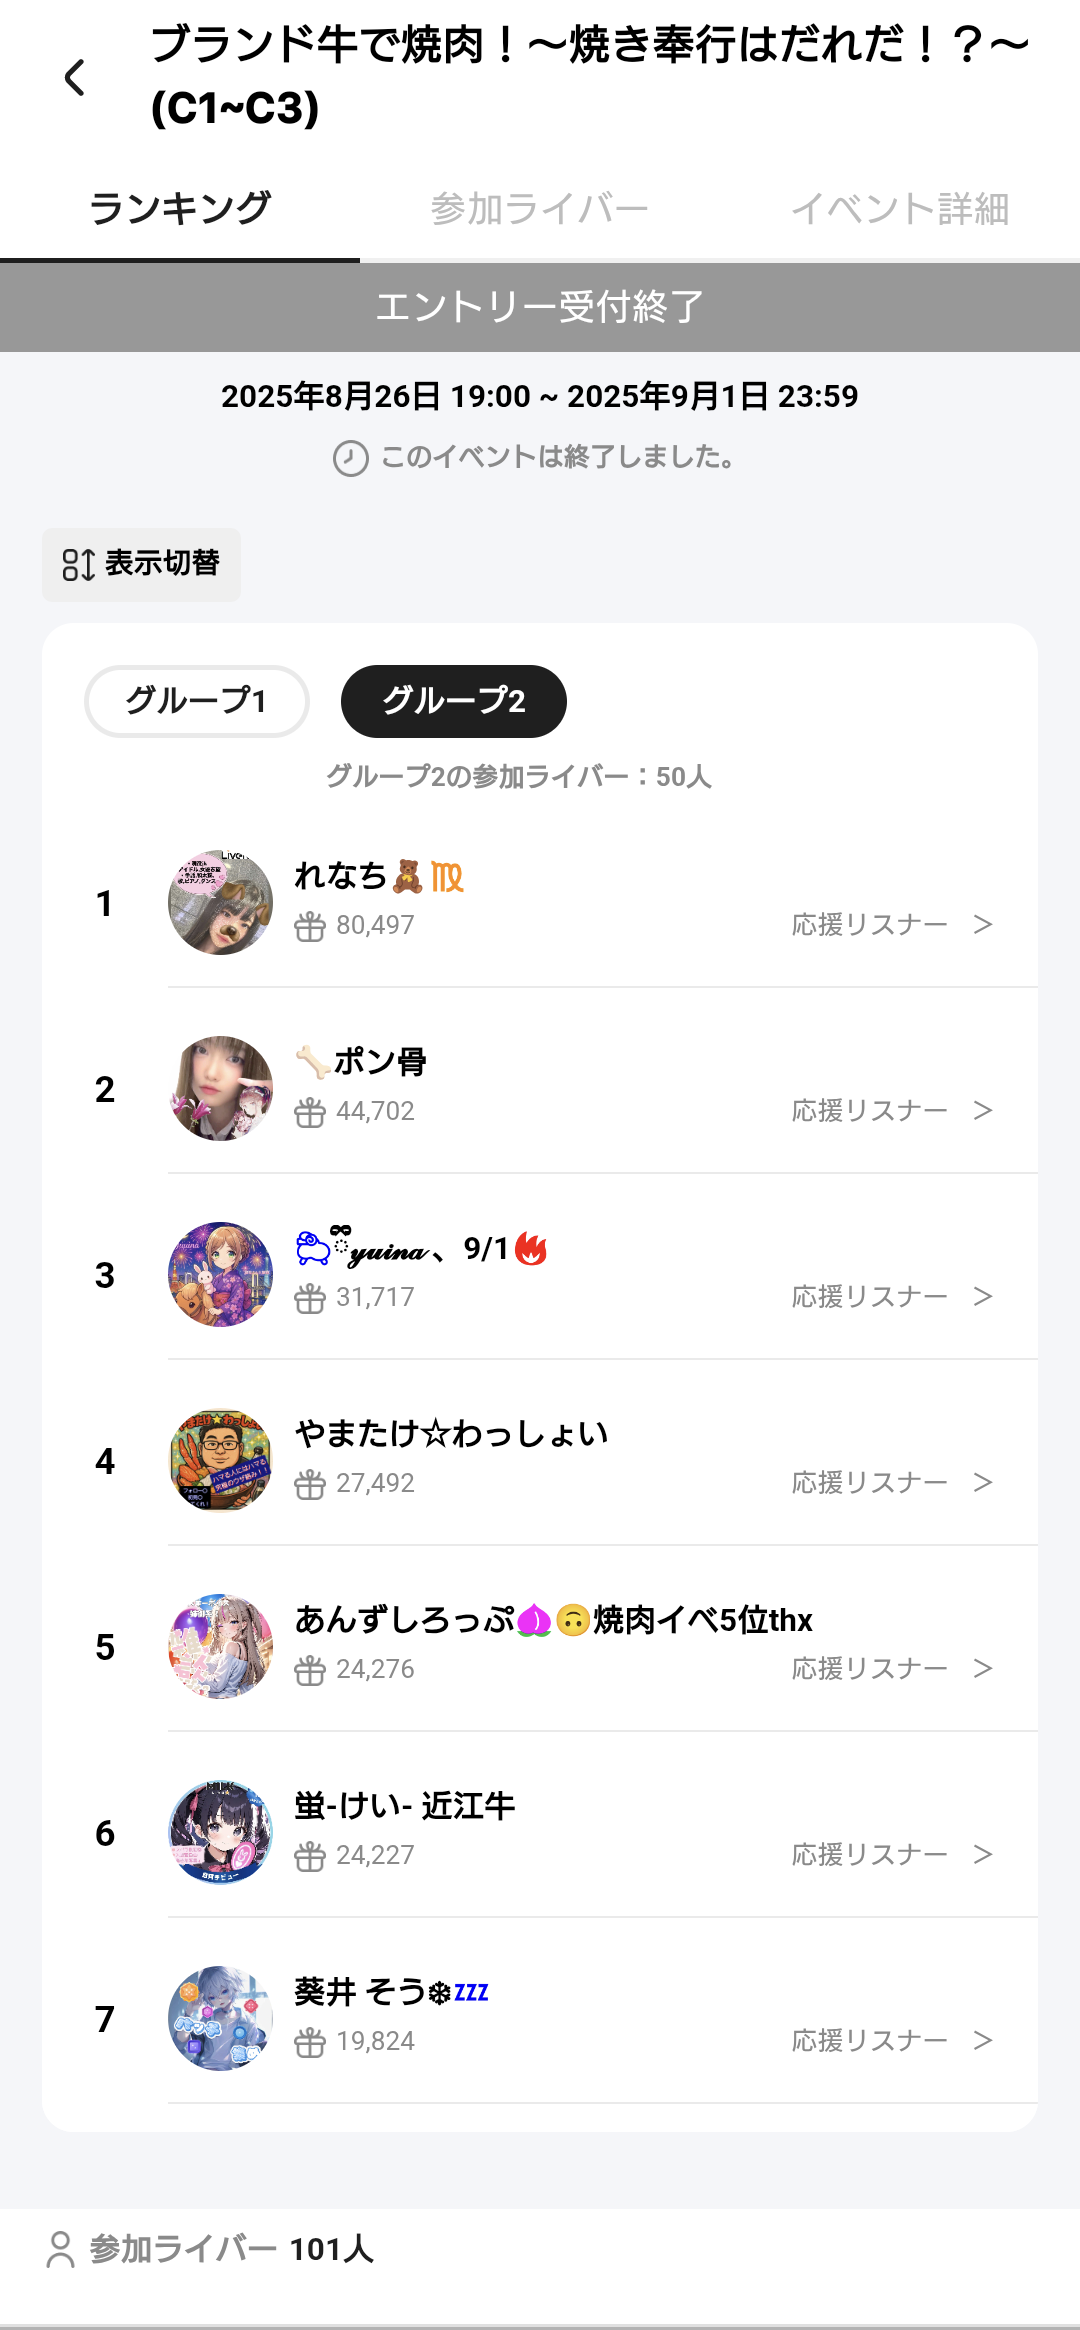 ブランド牛で焼肉！～焼き奉行はだれだ！？～
(C1~C3)
ランキング
参加ライバー
イベント詳細
エントリー受付終了
2025年8月26日 19:00 ~ 2025年9月1日 23:59
このイベントは終了しました。
表示切替
グループ1
グループ2
グループ2の参加ライバー：50人
1
れなち🧸♍
80,497
応援リスナー >
2
🦴ポン骨
44,702
応援リスナー >
3
🐏𝔂𝓾𝓲𝓷𝓪、9/1🔥
31,717
応援リスナー >
4
やまたけ☆わっしょい
27,492
応援リスナー >
5
あんずしろっぷ🍑🙃焼肉イベ5位thx
24,276
応援リスナー >
6
蛍-けい- 近江牛
24,227
応援リスナー >
7
葵井 そう❄💤
19,824
応援リスナー >
参加ライバー 101人